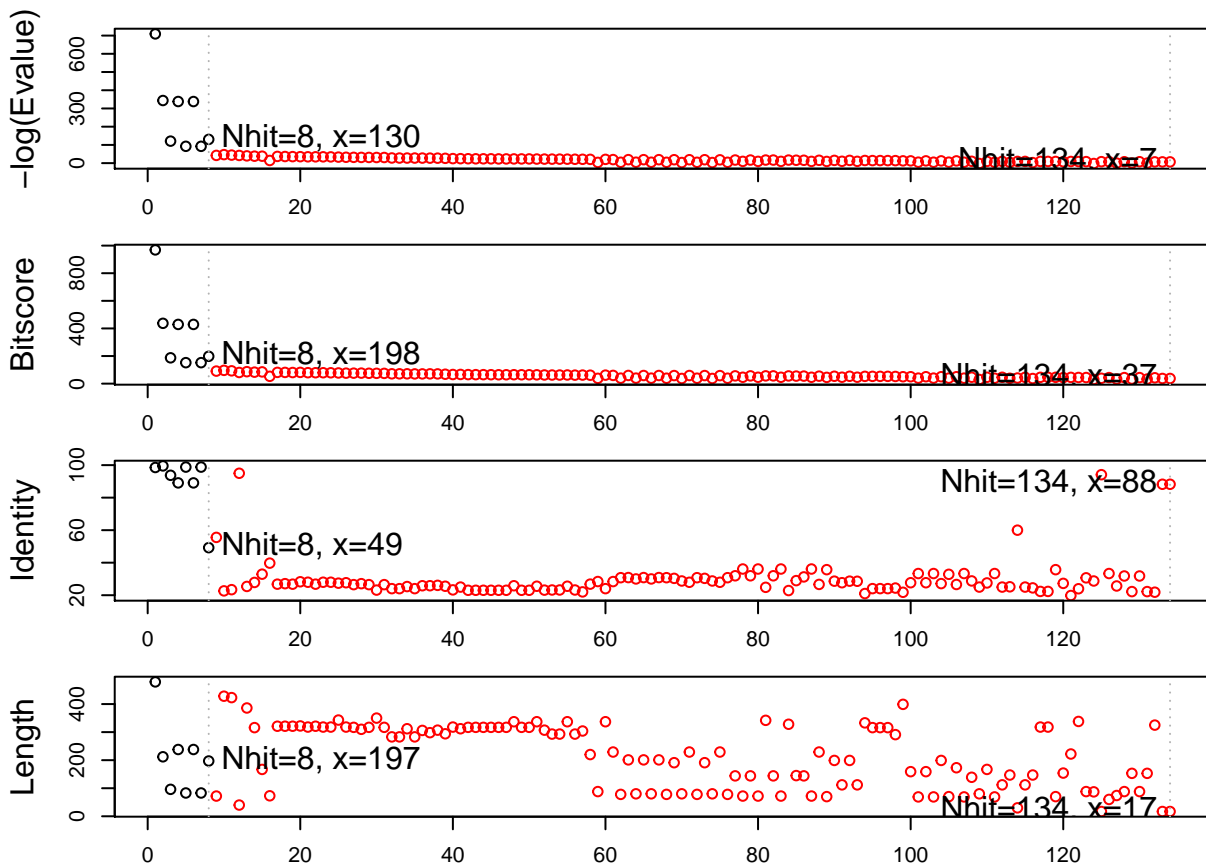 −log(Evalue)
600
300
0
Nhit=8, x=130
Nhit=134, x=7
0 20 40 60 80 100 120
Bitscore
800
400
0
Nhit=8, x=198
Nhit=134, x=37
0 20 40 60 80 100 120
Identity
100
60
20
Nhit=134, x=88
Nhit=8, x=49
0 20 40 60 80 100 120
Length
400
200
0
Nhit=8, x=197
Nhit=134, x=17
0 20 40 60 80 100 120